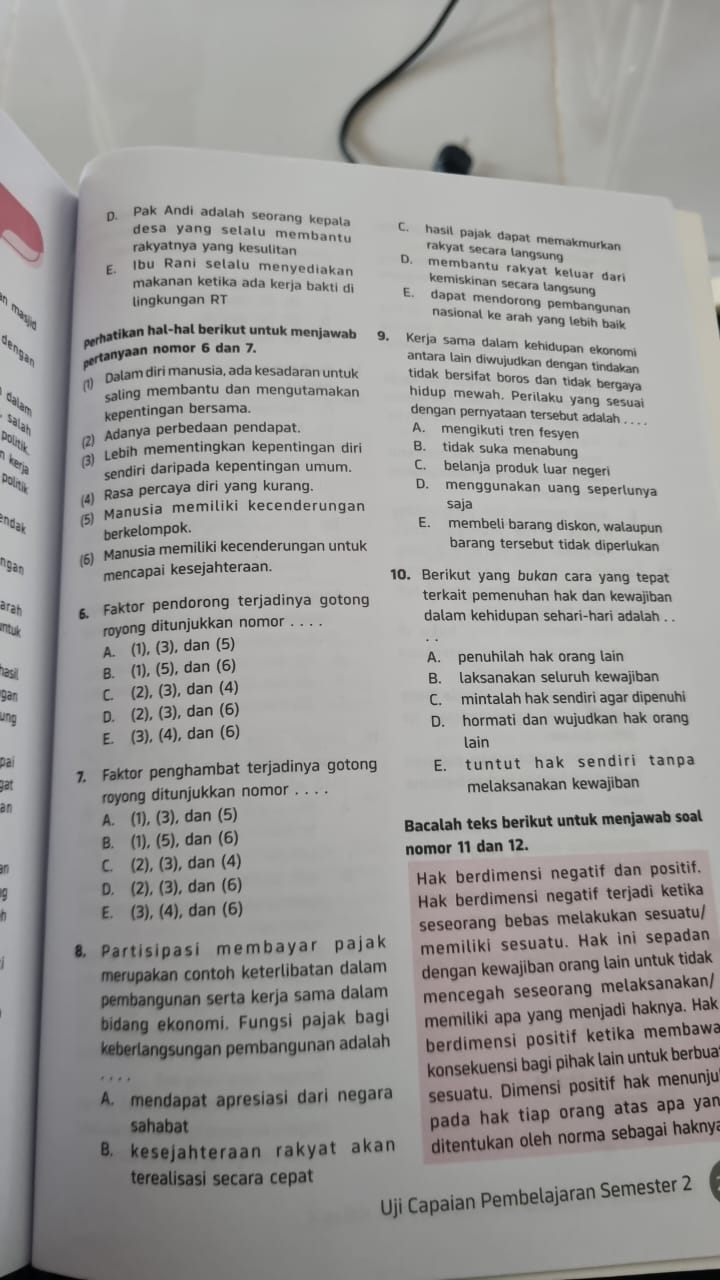 D. Pak Andi adalah seorang kepala
desa yang selalu membantu
rakyatnya yang kesulitan
E. Ibu Rani selalu menyediakan
makanan ketika ada kerja bakti di
lingkungan RT
Perhatikan hal-hal berikut untuk menjawab
pertanyaan nomor 6 dan 7.
(1) Dalam diri manusia, ada kesadaran untuk
saling membantu dan mengutamakan
kepentingan bersama.
(2) Adanya perbedaan pendapat.
(3) Lebih mementingkan kepentingan diri
sendiri daripada kepentingan umum.
(4) Rasa percaya diri yang kurang.
(5) Manusia memiliki kecenderungan
berkelompok.
(6) Manusia memiliki kecenderungan untuk
mencapai kesejahteraan.
6. Faktor pendorong terjadinya gotong
royong ditunjukkan nomor . . . .
A. (1), (3), dan (5)
B. (1), (5), dan (6)
C. (2), (3), dan (4)
D. (2), (3), dan (6)
E. (3), (4), dan (6)
7. Faktor penghambat terjadinya gotong
royong ditunjukkan nomor . . . .
A. (1), (3), dan (5)
B. (1), (5), dan (6)
C. (2), (3), dan (4)
D. (2), (3), dan (6)
E. (3), (4), dan (6)
8. Partisipasi membayar pajak
merupakan contoh keterlibatan dalam
pembangunan serta kerja sama dalam
bidang ekonomi. Fungsi pajak bagi
keberlangsungan pembangunan adalah
. . . .
A. mendapat apresiasi dari negara
sahabat
B. kesejahteraan rakyat akan
terealisasi secara cepat
C. hasil pajak dapat memakmurkan
rakyat secara langsung
D. membantu rakyat keluar dari
kemiskinan secara langsung
E. dapat mendorong pembangunan
nasional ke arah yang lebih baik
9. Kerja sama dalam kehidupan ekonomi
antara lain diwujudkan dengan tindakan
tidak bersifat boros dan tidak bergaya
hidup mewah. Perilaku yang sesuai
dengan pernyataan tersebut adalah . . . .
A. mengikuti tren fesyen
B. tidak suka menabung
C. belanja produk luar negeri
D. menggunakan uang seperlunya
saja
E. membeli barang diskon, walaupun
barang tersebut tidak diperlukan
10. Berikut yang bukan cara yang tepat
terkait pemenuhan hak dan kewajiban
dalam kehidupan sehari-hari adalah . .
. .
A. penuhilah hak orang lain
B. laksanakan seluruh kewajiban
C. mintalah hak sendiri agar dipenuhi
D. hormati dan wujudkan hak orang
lain
E. tuntut hak sendiri tanpa
melaksanakan kewajiban
Bacalah teks berikut untuk menjawab soal
nomor 11 dan 12.
Hak berdimensi negatif dan positif.
Hak berdimensi negatif terjadi ketika
seseorang bebas melakukan sesuatu/
memiliki sesuatu. Hak ini sepadan
dengan kewajiban orang lain untuk tidak
mencegah seseorang melaksanakan/
memiliki apa yang menjadi haknya. Hak
berdimensi positif ketika membawa
konsekuensi bagi pihak lain untuk berbua
sesuatu. Dimensi positif hak menunju
pada hak tiap orang atas apa yan
ditentukan oleh norma sebagai haknya
Uji Capaian Pembelajaran Semester 2